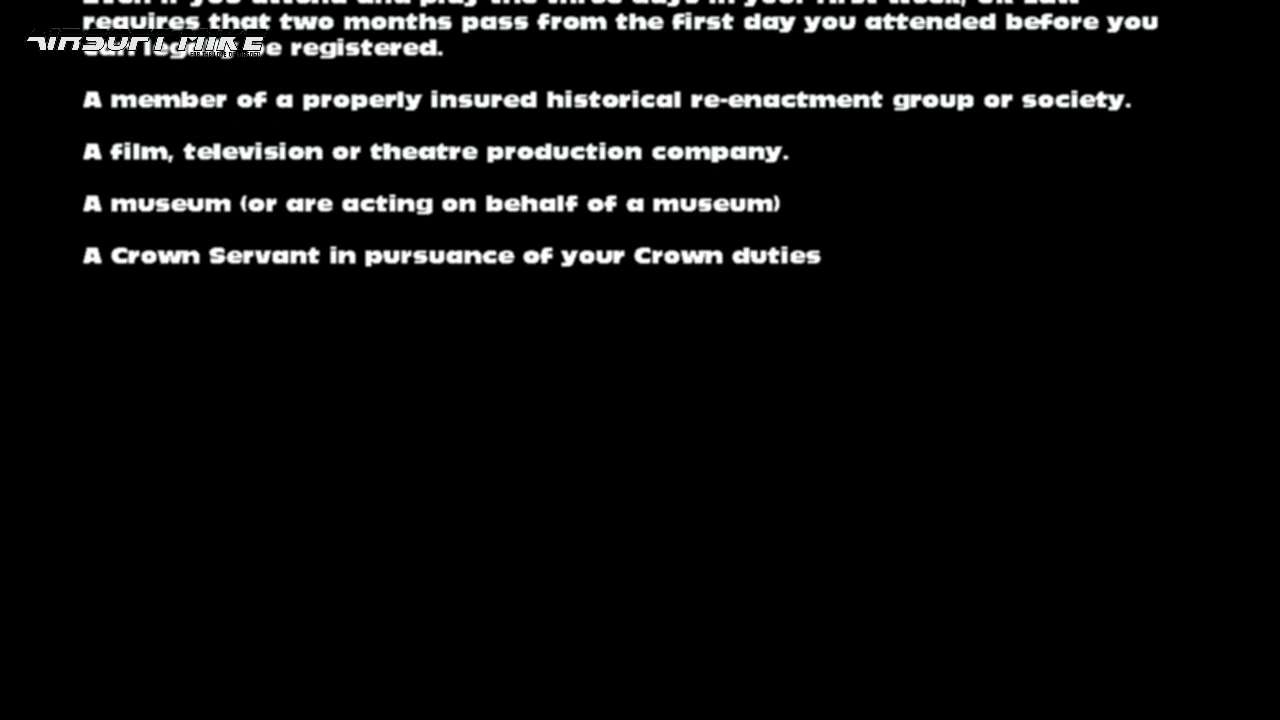 Even if you attend and play the three days in your first week, UK Law
requires that two months pass from the first day you attended before you
can be registered.
AIRSOFT MIKE
A member of a properly insured historical re-enactment group or society.
A film, television or theatre production company.
A museum (or are acting on behalf of a museum)
A Crown Servant in pursuance of your Crown duties